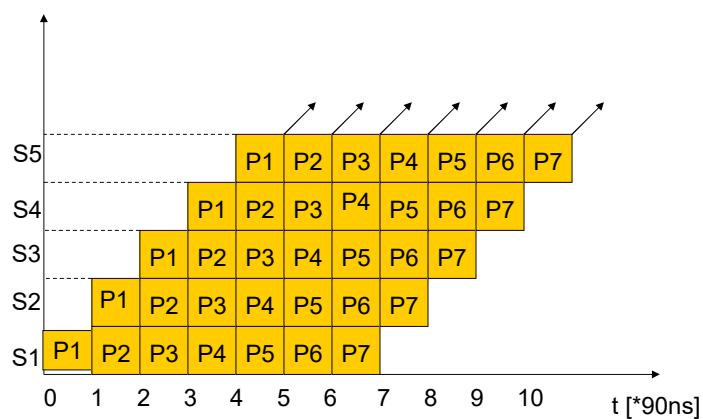 S5 P1 P2 P3 P4 P5 P6 P7
S4 P1 P2 P3 P4 P5 P6 P7
S3 P1 P2 P3 P4 P5 P6 P7
S2 P1 P2 P3 P4 P5 P6 P7
S1 P1 P2 P3 P4 P5 P6 P7
0 1 2 3 4 5 6 7 8 9 10
t [*90ns]